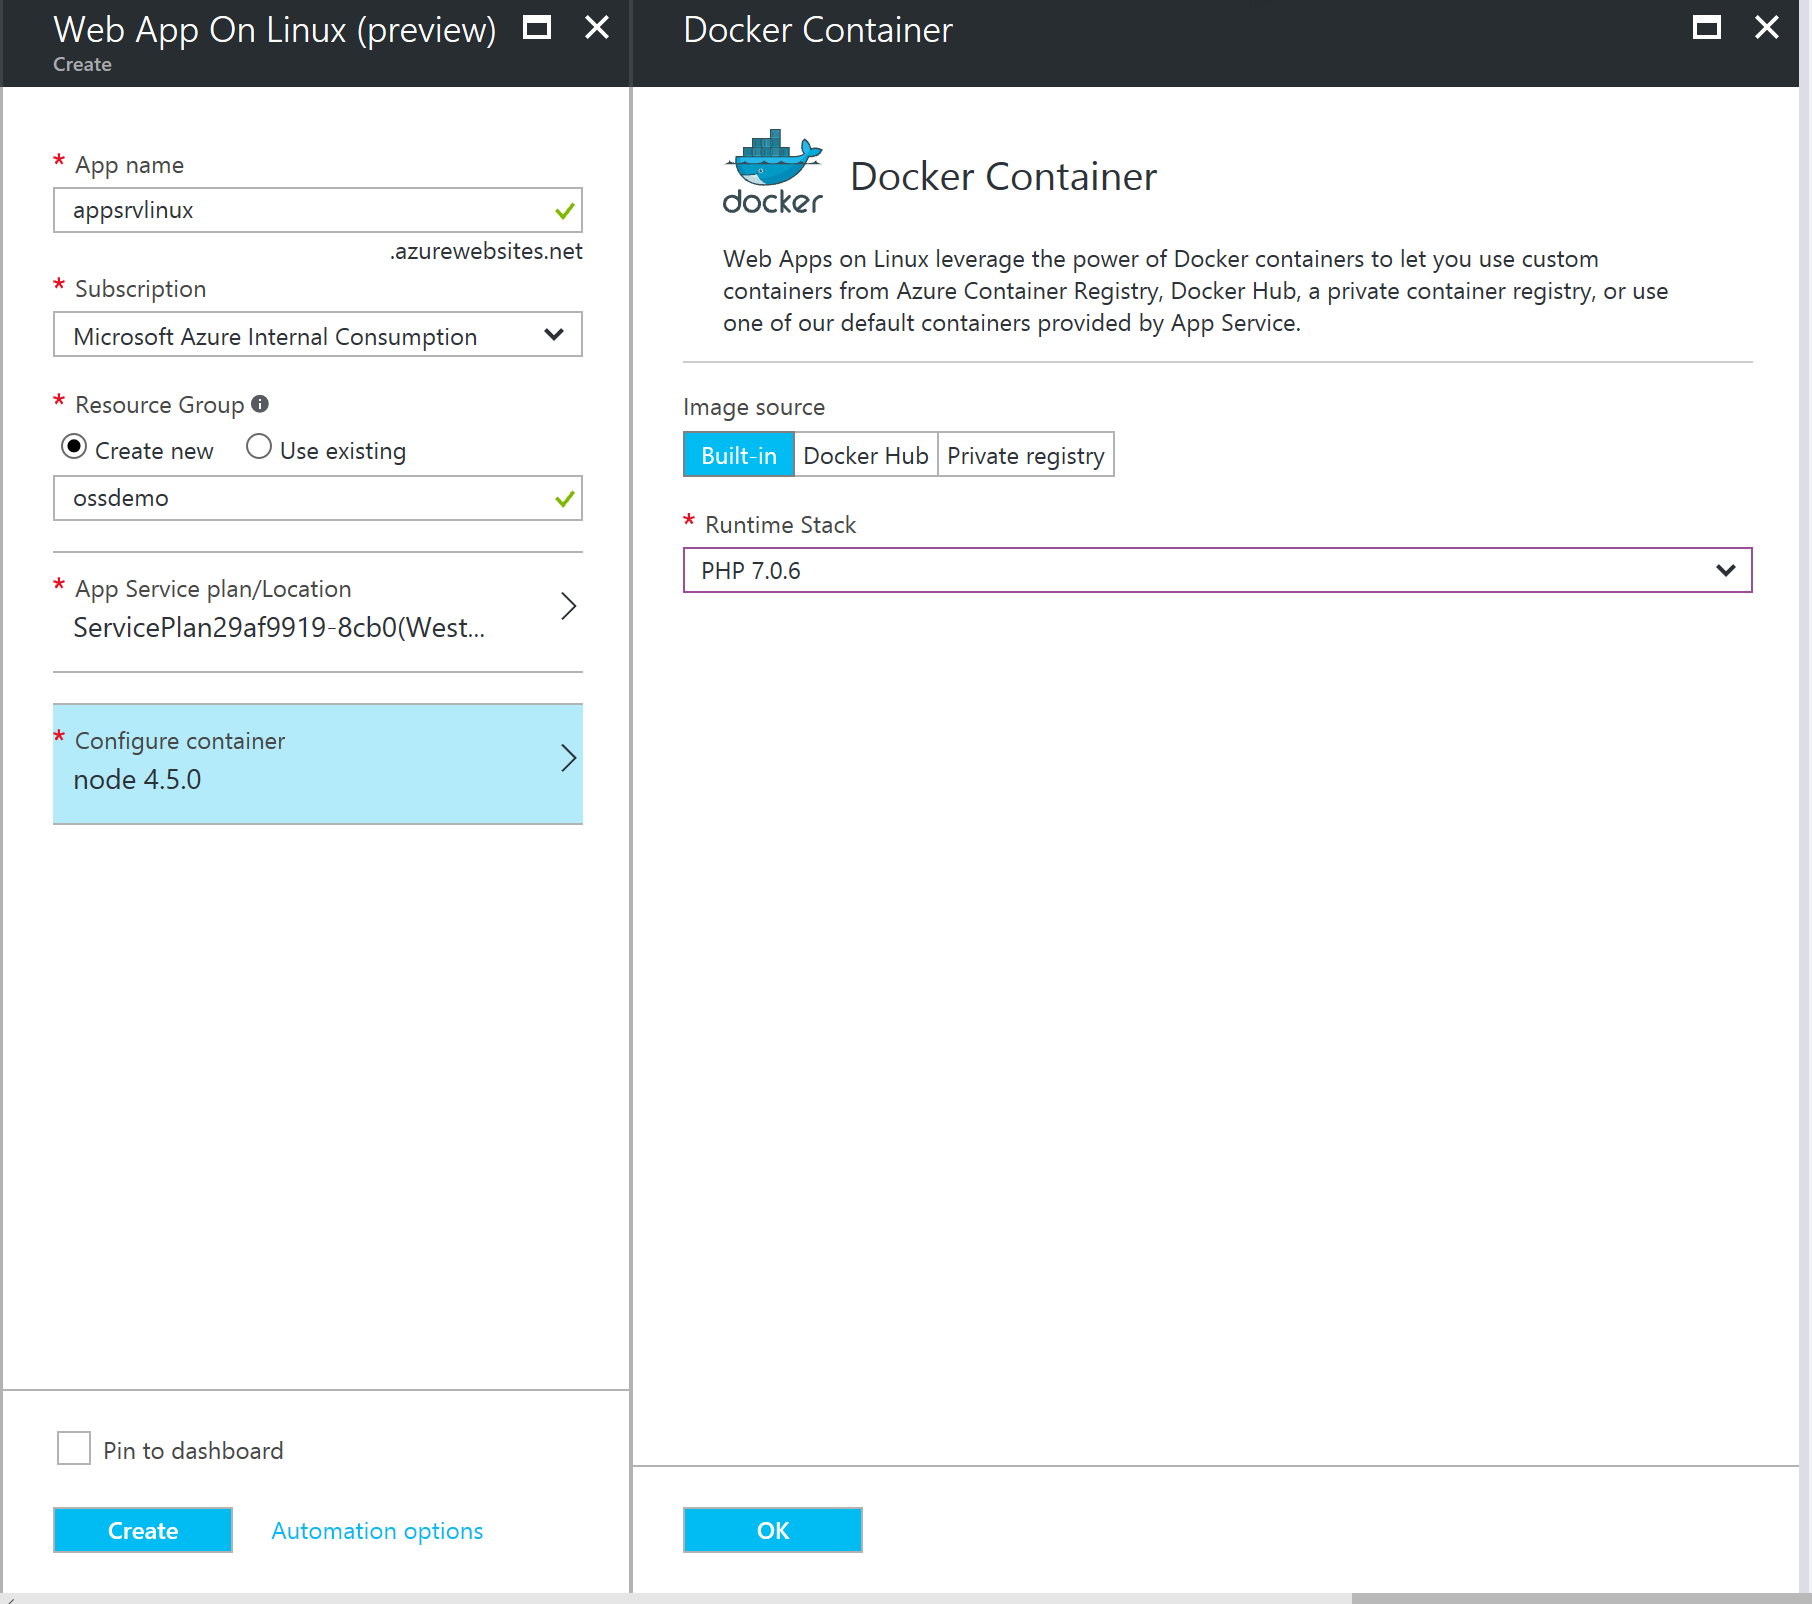 Web App On Linux (preview)
Create
* App name
appsrvlinux
.azurewebsites.net
* Subscription
Microsoft Azure Internal Consumption
* Resource Group
Create new Use existing
ossdemo
* App Service plan/Location
ServicePlan29af9919-8cb0(West...
* Configure container
node 4.5.0
Pin to dashboard
Create Automation options
Docker Container
docker
Docker Container
Web Apps on Linux leverage the power of Docker containers to let you use custom
containers from Azure Container Registry, Docker Hub, a private container registry, or use
one of our default containers provided by App Service.
Image source
Built-in Docker Hub Private registry
* Runtime Stack
PHP 7.0.6
OK